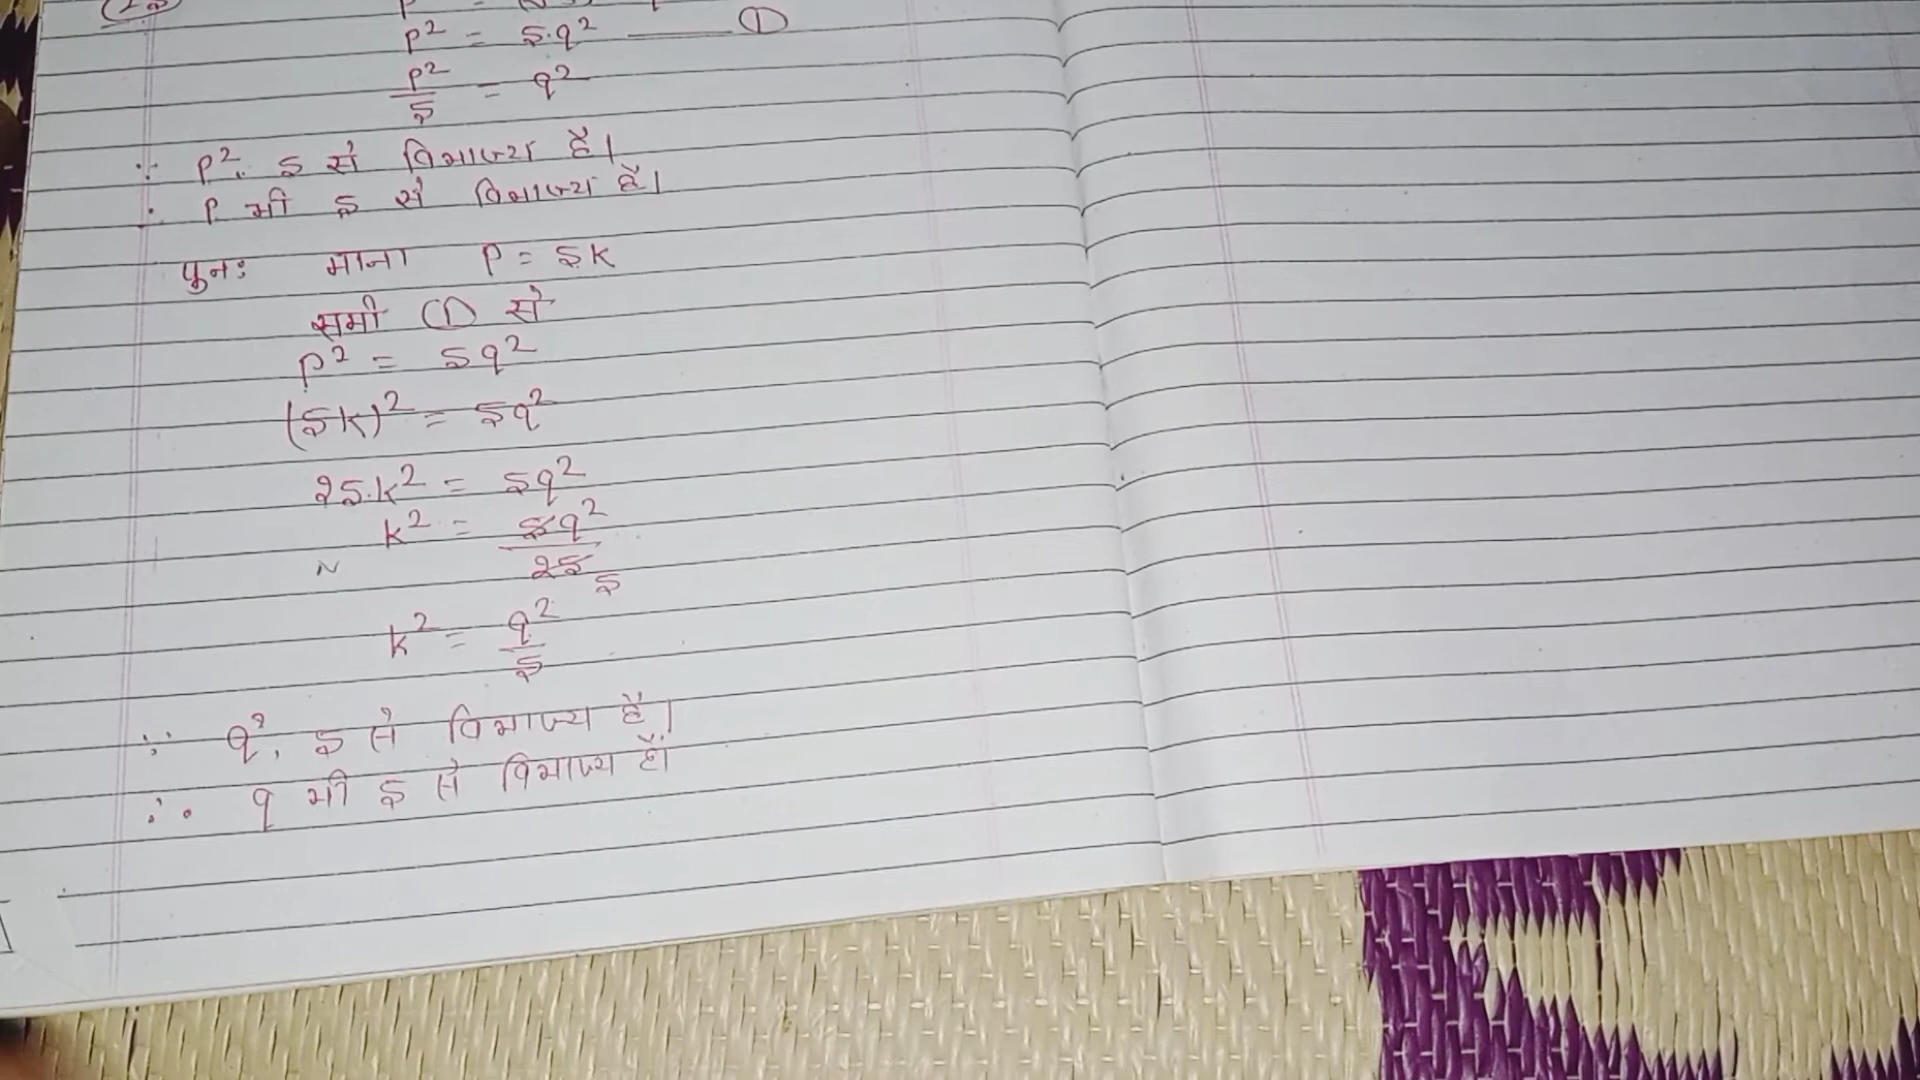 p² = 5.q² ——— ①
p²/5 = q²
∵ p², 5 से विभाज्य है।
∴ p भी 5 से विभाज्य है।
पुनः माना p = 5k
समी ① से
p² = 5q²
(5k)² = 5q²
25.k² = 5q²
k² = 5q²/25 5
k² = q²/5
∵ q², 5 से विभाज्य है।
∴ q भी 5 से विभाज्य है।